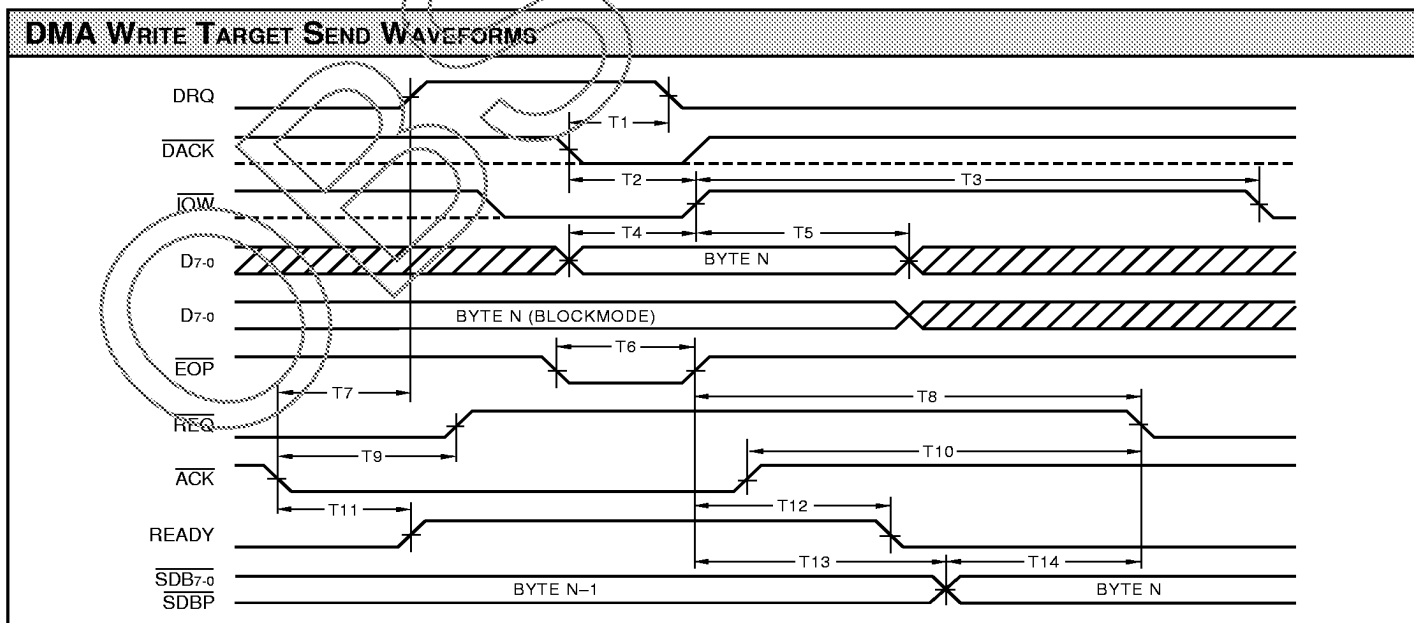 DMA WRITE TARGET SEND WAVEFORMS
DRQ
T1
DACK
T2
T3
IOW
T4
T5
D7-0
BYTE N
D7-0
BYTE N (BLOCKMODE)
EOP
T6
T7
T8
REQ
T9
T10
ACK
T11
T12
READY
T13
T14
SDB7-0
SDBP
BYTE N–1
BYTE N